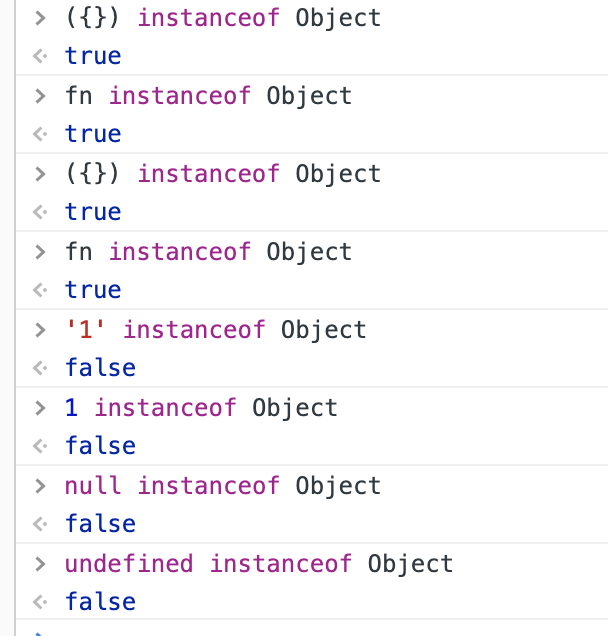 ({}) instanceof Object
true
fn instanceof Object
true
({}) instanceof Object
true
fn instanceof Object
true
'1' instanceof Object
false
1 instanceof Object
false
null instanceof Object
false
undefined instanceof Object
false